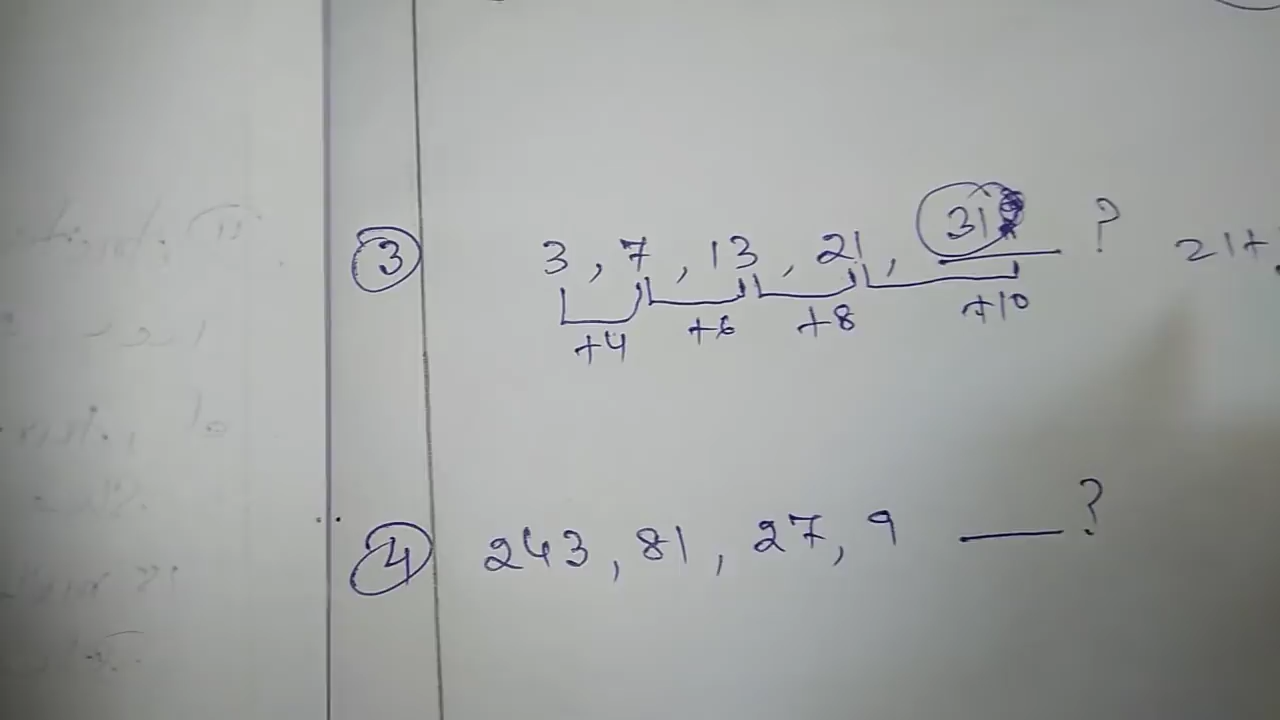 ③ 3, 7, 13, 21, 31 ? 21+
+4 +6 +8 +10
④ 243, 81, 27, 9 ___?